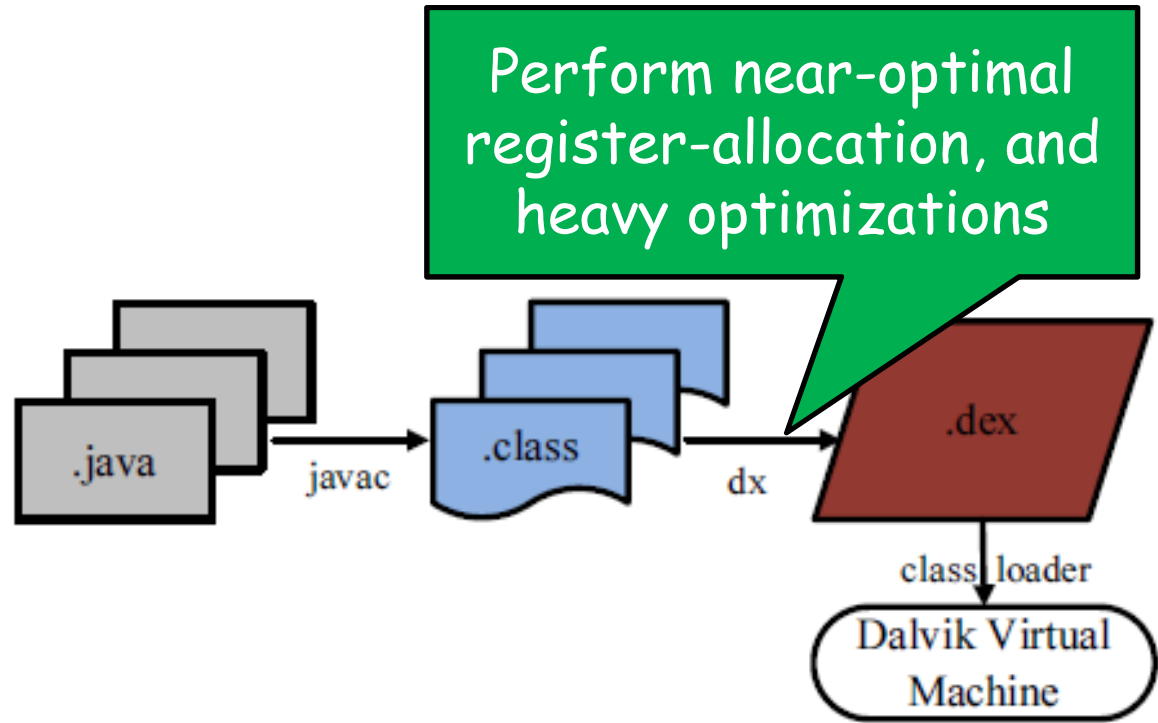 Perform near-optimal
register-allocation, and
heavy optimizations
.java
javac
.class
dx
.dex
class loader
Dalvik Virtual
Machine